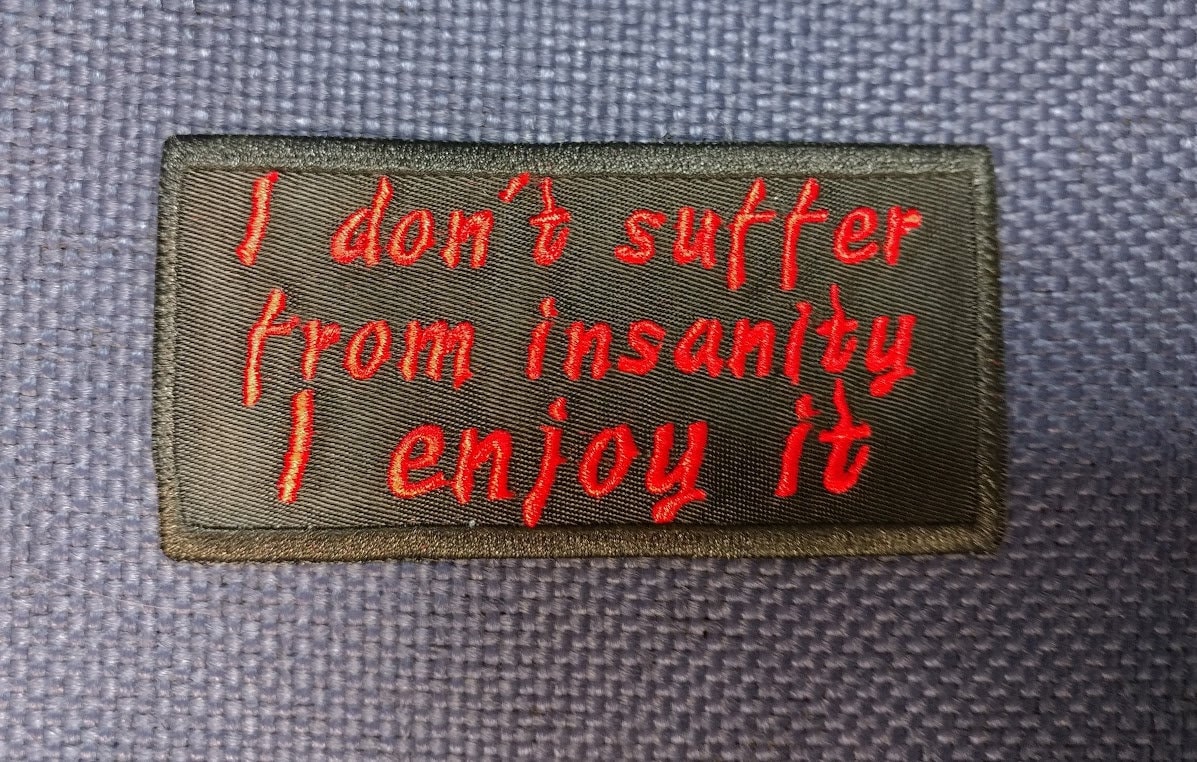 I don't suffer
from insanity
I enjoy it